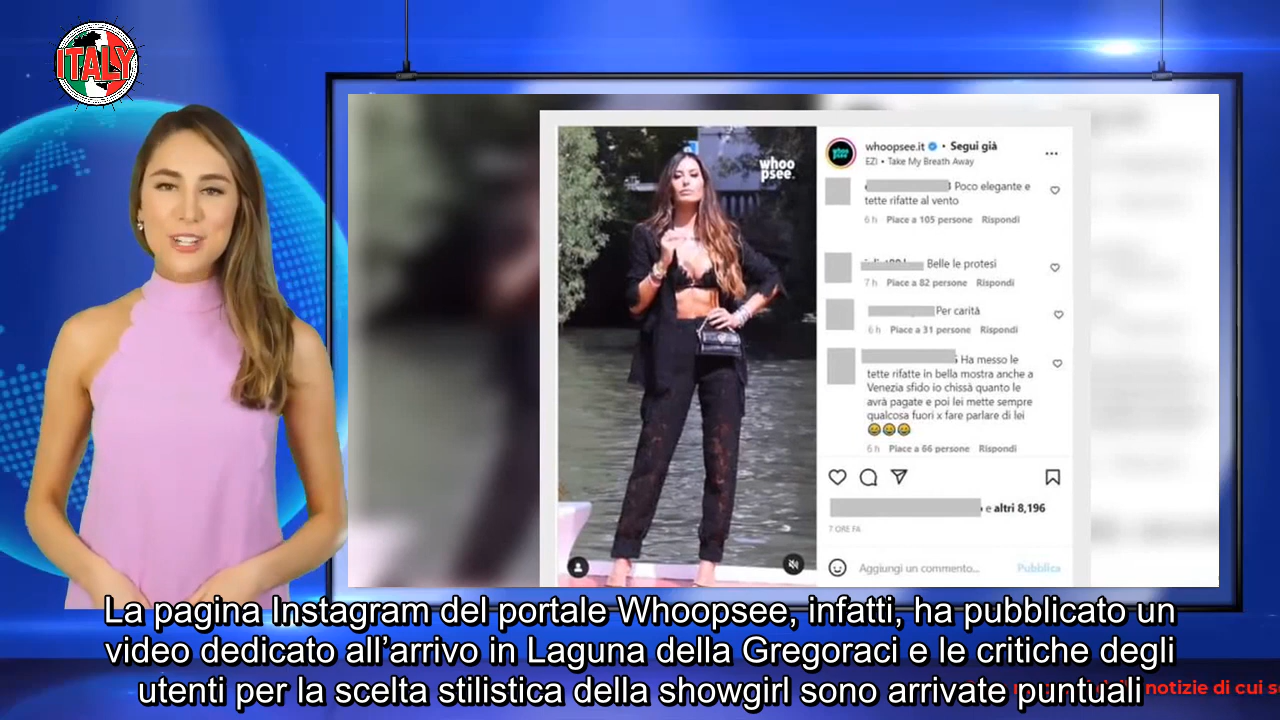 ITALY
whoo
psee.
whoopsee.it • Segui già
EZI • Take My Breath Away
Poco elegante e
tette rifatte al vento
6 h Piace a 105 persone Rispondi
Belle le protesi
7 h Piace a 82 persone Rispondi
Per carità
6 h Piace a 31 persone Rispondi
Ha messo le
tette rifatte in bella mostra anche a
Venezia sfido io chissà quanto le
avrà pagate e poi lei mette sempre
qualcosa fuori x fare parlare di lei
😂😂😂
6 h Piace a 66 persone Rispondi
e altri 8,196
7 ORE FA
Aggiungi un commento... Pubblica
La pagina Instagram del portale Whoopsee, infatti, ha pubblicato un
video dedicato all’arrivo in Laguna della Gregoraci e le critiche degli
utenti per la scelta stilistica della showgirl sono arrivate puntuali
notizie di cui